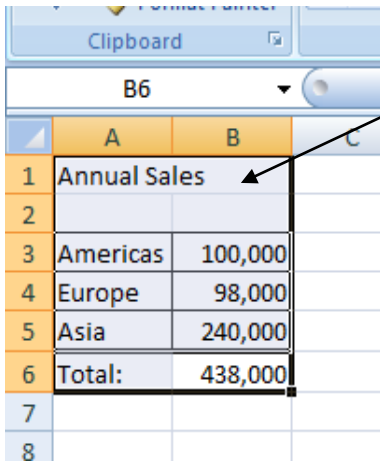 Clipboard
B6
A B C
1 Annual Sales
2
3 Americas 100,000
4 Europe 98,000
5 Asia 240,000
6 Total: 438,000
7
8